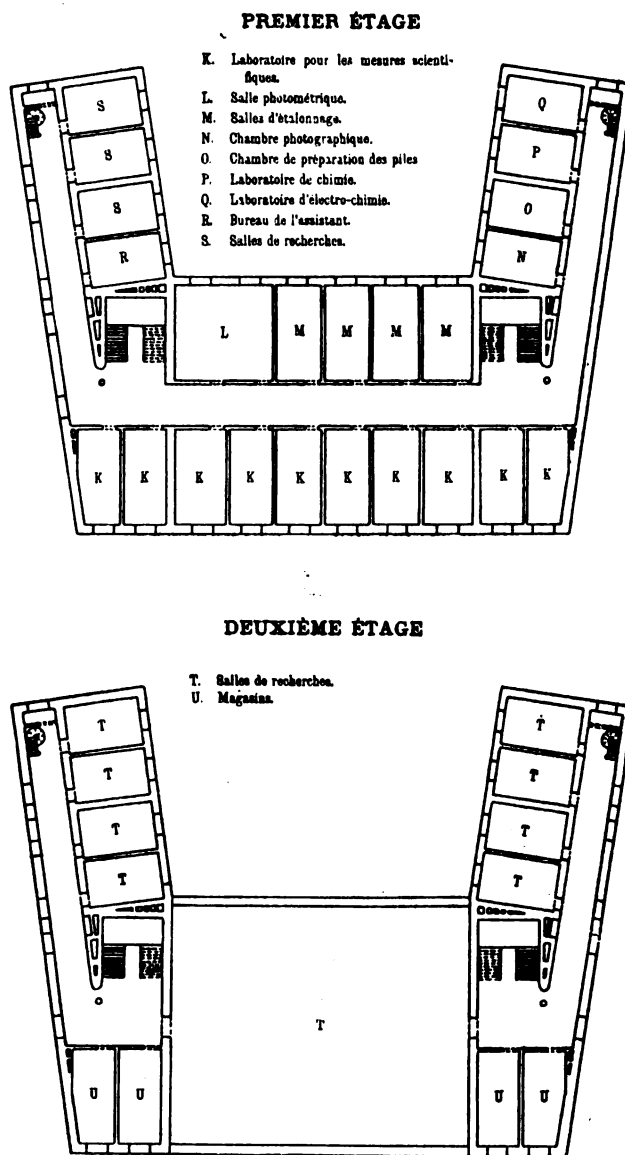 PREMIER ÉTAGE
K. Laboratoire pour les mesures scienti-
fiques.
L. Salle photométrique.
M. Salles d'étalonnage.
N. Chambre photographique.
O. Chambre de préparation des piles
P. Laboratoire de chimie.
Q. Laboratoire d'électro-chimie.
R. Bureau de l'assistant.
S. Salles de recherches.
S Q
S P
S O
R N
L M M M M
K K K K K K K K K K
DEUXIÈME ÉTAGE
T. Salles de recherches.
U. Magasins.
T T
T T
T T
T T
T
U U U U